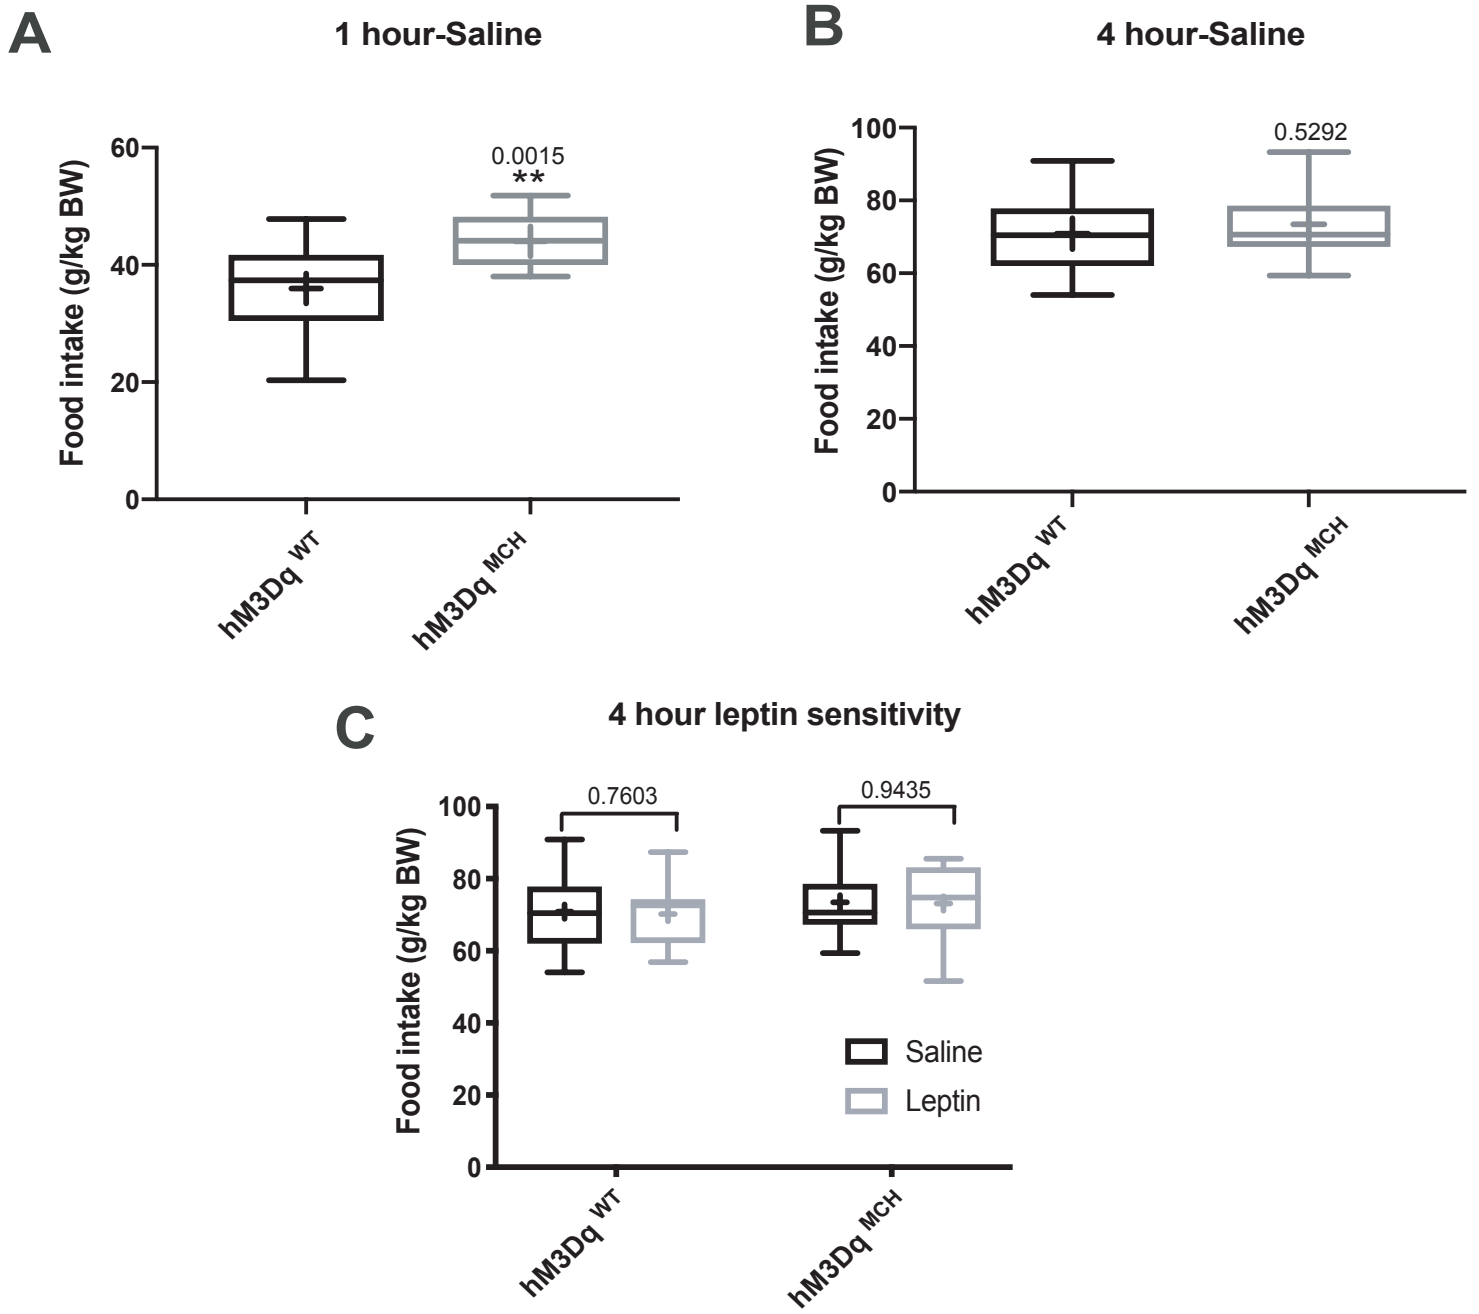 A
1 hour-Saline
Food intake (g/kg BW)
60
40
20
0
0.0015
**
hM3Dq WT
hM3Dq MCH
B
4 hour-Saline
Food intake (g/kg BW)
100
80
60
40
20
0
0.5292
hM3Dq WT
hM3Dq MCH
C
4 hour leptin sensitivity
Food intake (g/kg BW)
100
80
60
40
20
0
0.7603
0.9435
Saline
Leptin
hM3Dq WT
hM3Dq MCH